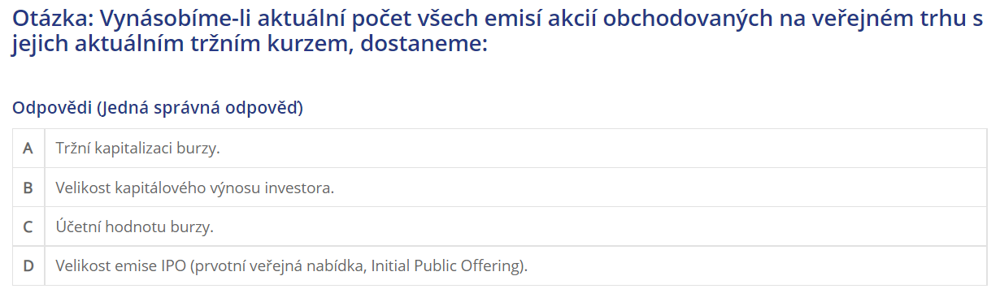 Otázka: Vynásobíme-li aktuální počet všech emisí akcií obchodovaných na veřejném trhu s
jejich aktuálním tržním kurzem, dostaneme:
Odpovědi (Jedná správná odpověď)
A Tržní kapitalizaci burzy.
B Velikost kapitálového výnosu investora.
C Účetní hodnotu burzy.
D Velikost emise IPO (prvotní veřejná nabídka, Initial Public Offering).